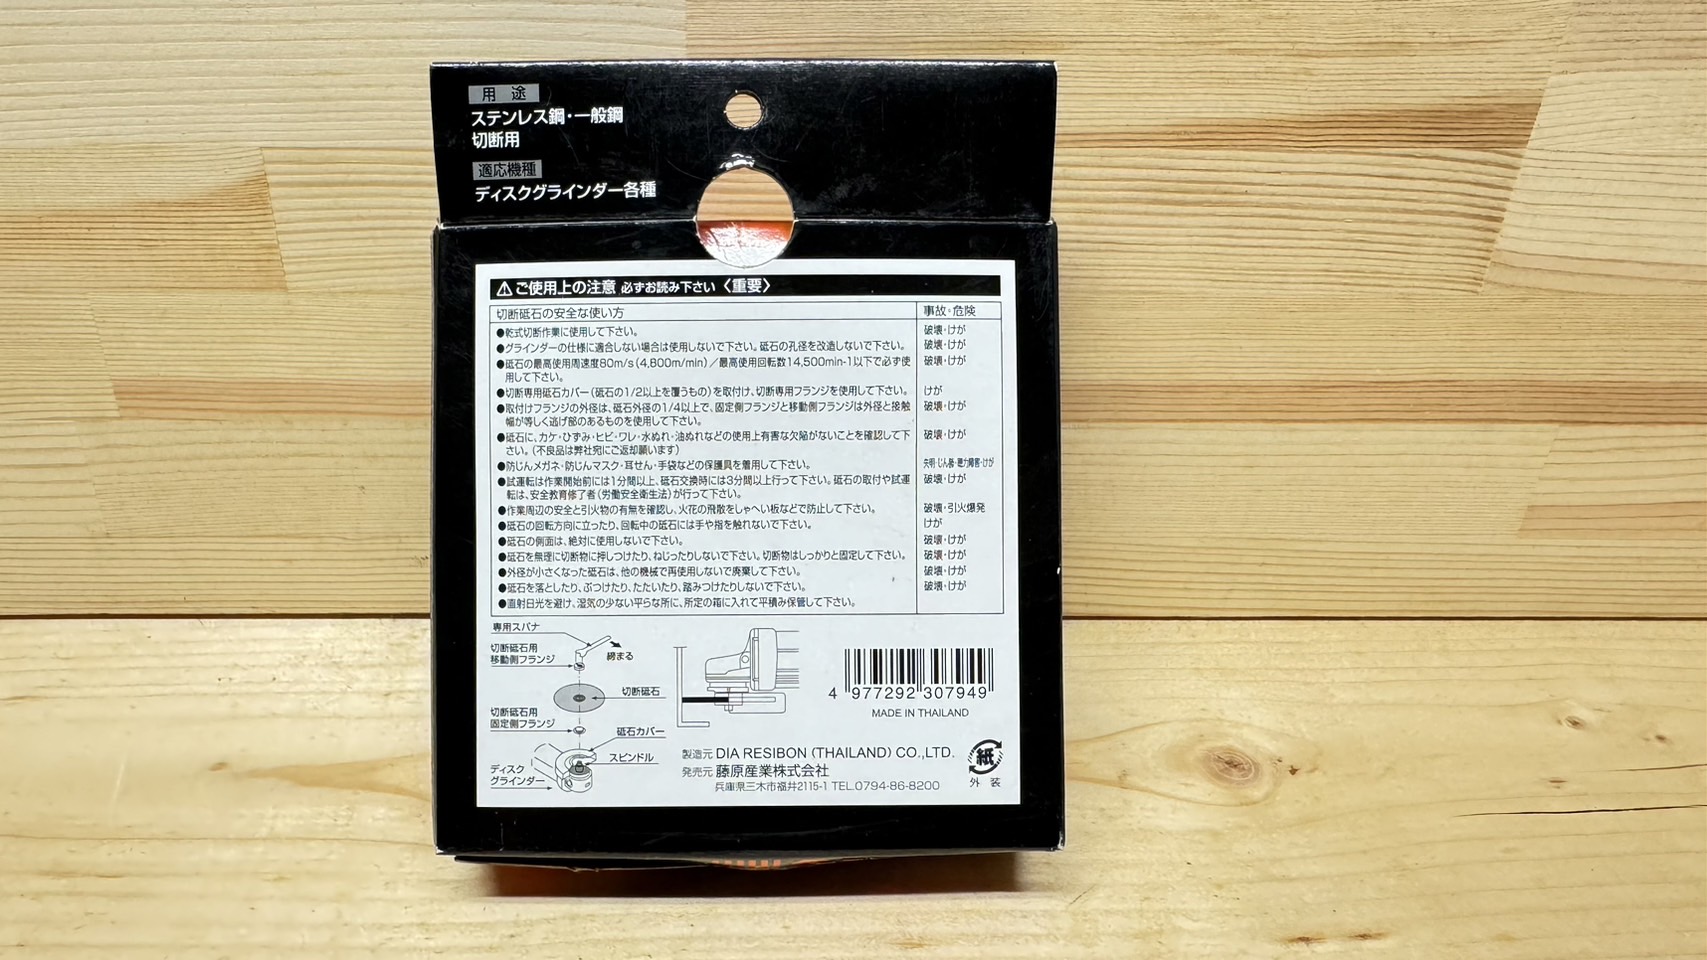 用 途
ステンレス鋼・一般鋼
切断用
適応機種
ディスクグラインダー各種
⚠ご使用上の注意 必ずお読み下さい〈重要〉
切断砥石の安全な使い方 事故・危険
●乾式切断作業に使用して下さい。 破壊・けが
●グラインダーの仕様に適合しない場合は使用しないで下さい。砥石の孔径を改造しないで下さい。 破壊・けが
●砥石の最高使用周速度80m/s(4,800m/min)／最高使用回転数14,500min-1以下で必ず使 破壊・けが
用して下さい。
●切断専用砥石カバー(砥石の1/2以上を覆うもの)を取付け、切断専用フランジを使用して下さい。 けが
●取付けフランジの外径は、砥石外径の1/4以上で、固定側フランジと移動側フランジは外径と接触 破壊・けが
幅が等しく逃げ部のあるものを使用して下さい。
●砥石に、カケ・ひずみ・ヒビ・ワレ・水ぬれ・油ぬれなどの使用上有害な欠陥がないことを確認して下 破壊・けが
さい。(不良品は弊社宛にご返却願います)
●防じんメガネ・防じんマスク・耳せん・手袋などの保護具を着用して下さい。 失明・じん肺・聴力障害・けが
●試運転は作業開始前には1分間以上、砥石交換時には3分間以上行って下さい。砥石の取付や試運 破壊・けが
転は、安全教育修了者(労働安全衛生法)が行って下さい。
●作業周辺の安全と引火物の有無を確認し、火花の飛散をしゃへい板などで防止して下さい。 破壊・引火爆発
●砥石の回転方向に立ったり、回転中の砥石には手や指を触れないで下さい。 けが
●砥石の側面は、絶対に使用しないで下さい。 破壊・けが
●砥石を無理に切断物に押しつけたり、ねじったりしないで下さい。切断物はしっかりと固定して下さい。 破壊・けが
●外径が小さくなった砥石は、他の機械で再使用しないで廃棄して下さい。 破壊・けが
●砥石を落としたり、ぶつけたり、たたいたり、踏みつけたりしないで下さい。 破壊・けが
●直射日光を避け、湿気の少ない平らな所に、所定の箱に入れて平積み保管して下さい。
専用スパナ
切断砥石用
移動側フランジ
締まる
切断砥石
切断砥石用
固定側フランジ
砥石カバー
スピンドル
ディスク
グラインダー
4 977292 307949
MADE IN THAILAND
製造元 DIA RESIBON (THAILAND) CO.,LTD.
発売元 藤原産業株式会社
兵庫県三木市福井2115-1 TEL.0794-86-8200
紙
外 装